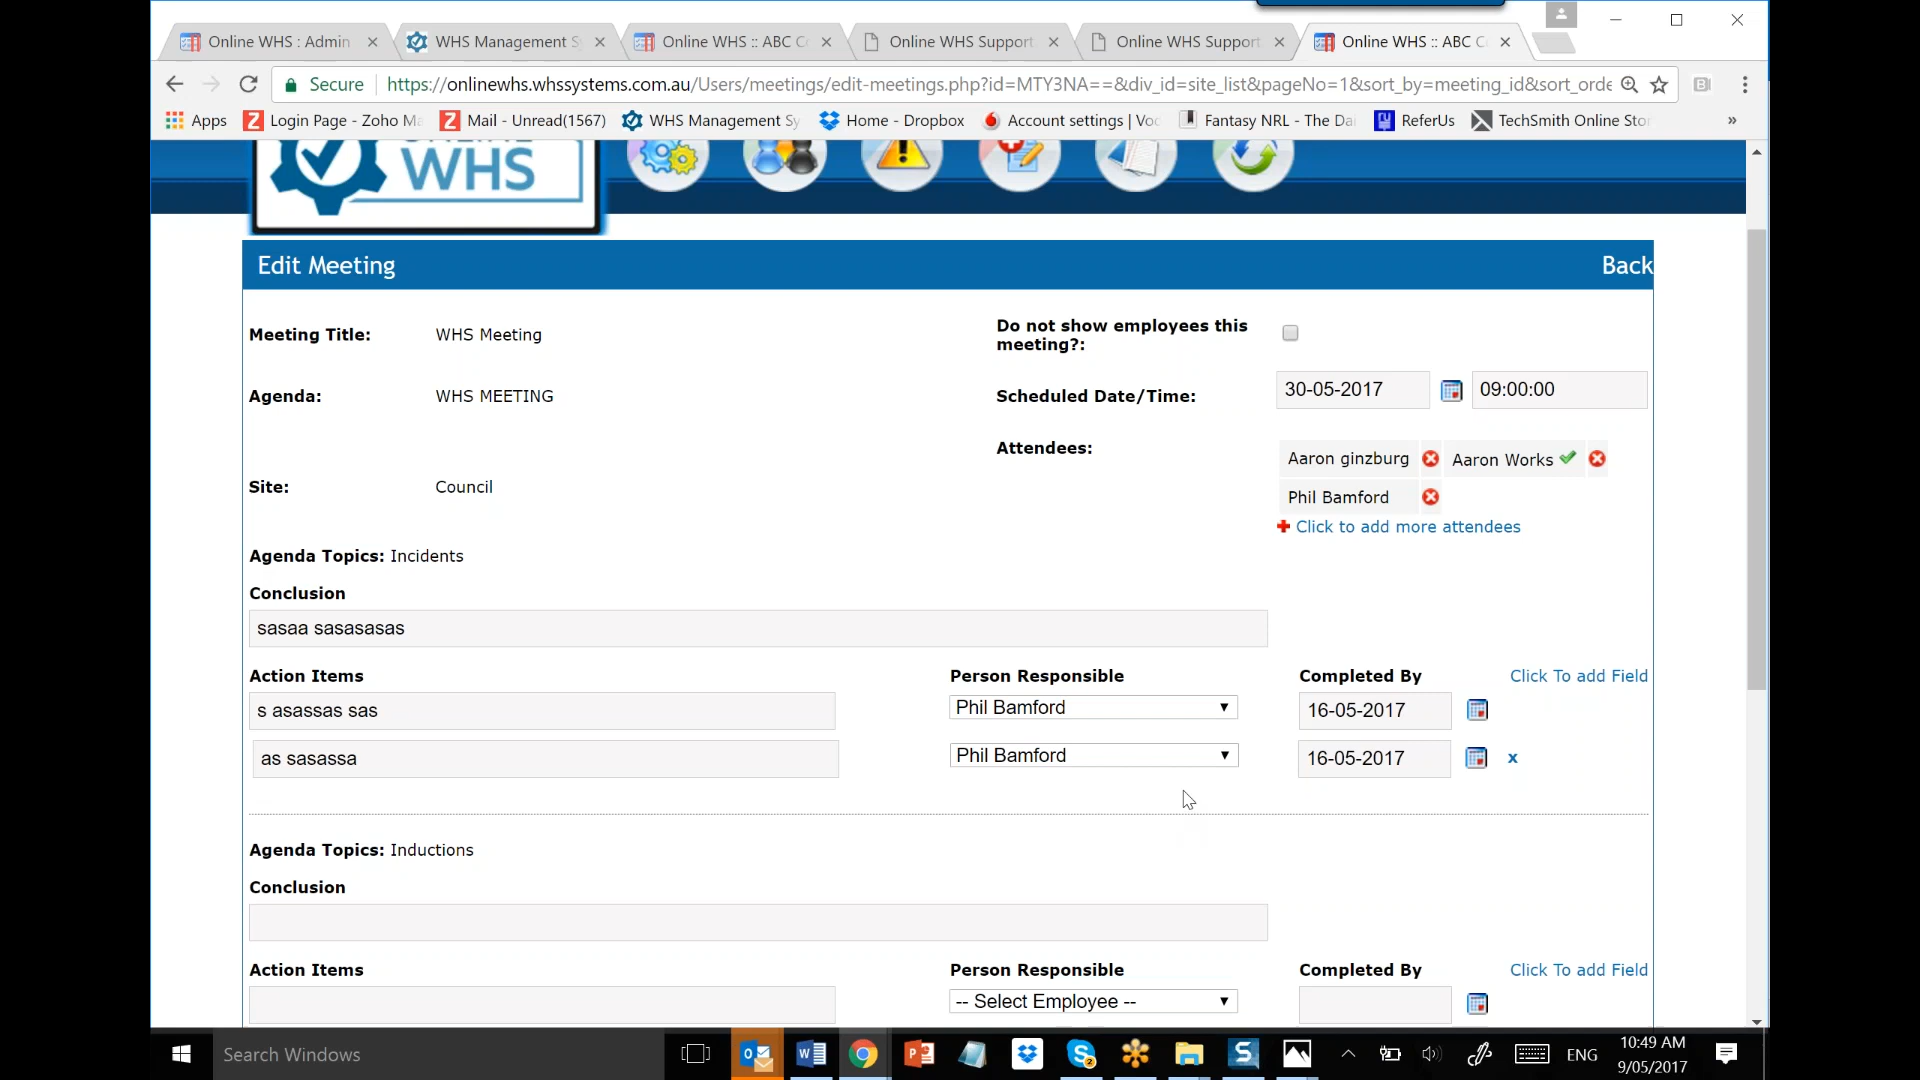 Online WHS : Admin
WHS Management S
Online WHS :: ABC C
Online WHS Support
Online WHS Support
Online WHS :: ABC C
Secure
https://onlinewhs.whssystems.com.au/Users/meetings/edit-meetings.php?id=MTY3NA==&div_id=site_list&pageNo=1&sort_by=meeting_id&sort_orde
Apps
Login Page - Zoho Ma
Mail - Unread(1567)
WHS Management Sy
Home - Dropbox
Account settings | Voc
Fantasy NRL - The Da
ReferUs
TechSmith Online Sto
»
WHS
Edit Meeting
Back
Meeting Title: WHS Meeting
Do not show employees this
meeting?:
Agenda: WHS MEETING
Scheduled Date/Time: 30-05-2017 09:00:00
Attendees:
Aaron ginzburg Aaron Works
Site: Council
Phil Bamford
Click to add more attendees
Agenda Topics: Incidents
Conclusion
sasaa sasasasas
Action Items Person Responsible Completed By Click To add Field
s asassas sas Phil Bamford 16-05-2017
as sasassa Phil Bamford 16-05-2017 x
Agenda Topics: Inductions
Conclusion
Action Items Person Responsible Completed By Click To add Field
-- Select Employee --
Search Windows
ENG
10:49 AM
9/05/2017